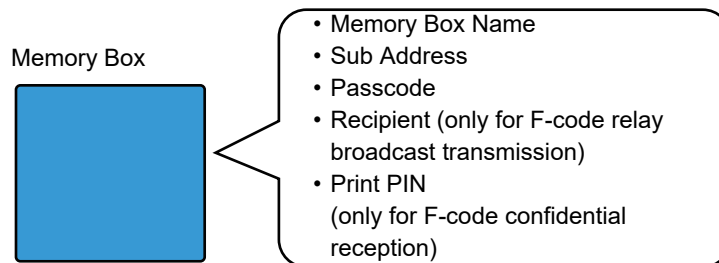 Memory Box
• Memory Box Name
• Sub Address
• Passcode
• Recipient (only for F-code relay
broadcast transmission)
• Print PIN
(only for F-code confidential
reception)